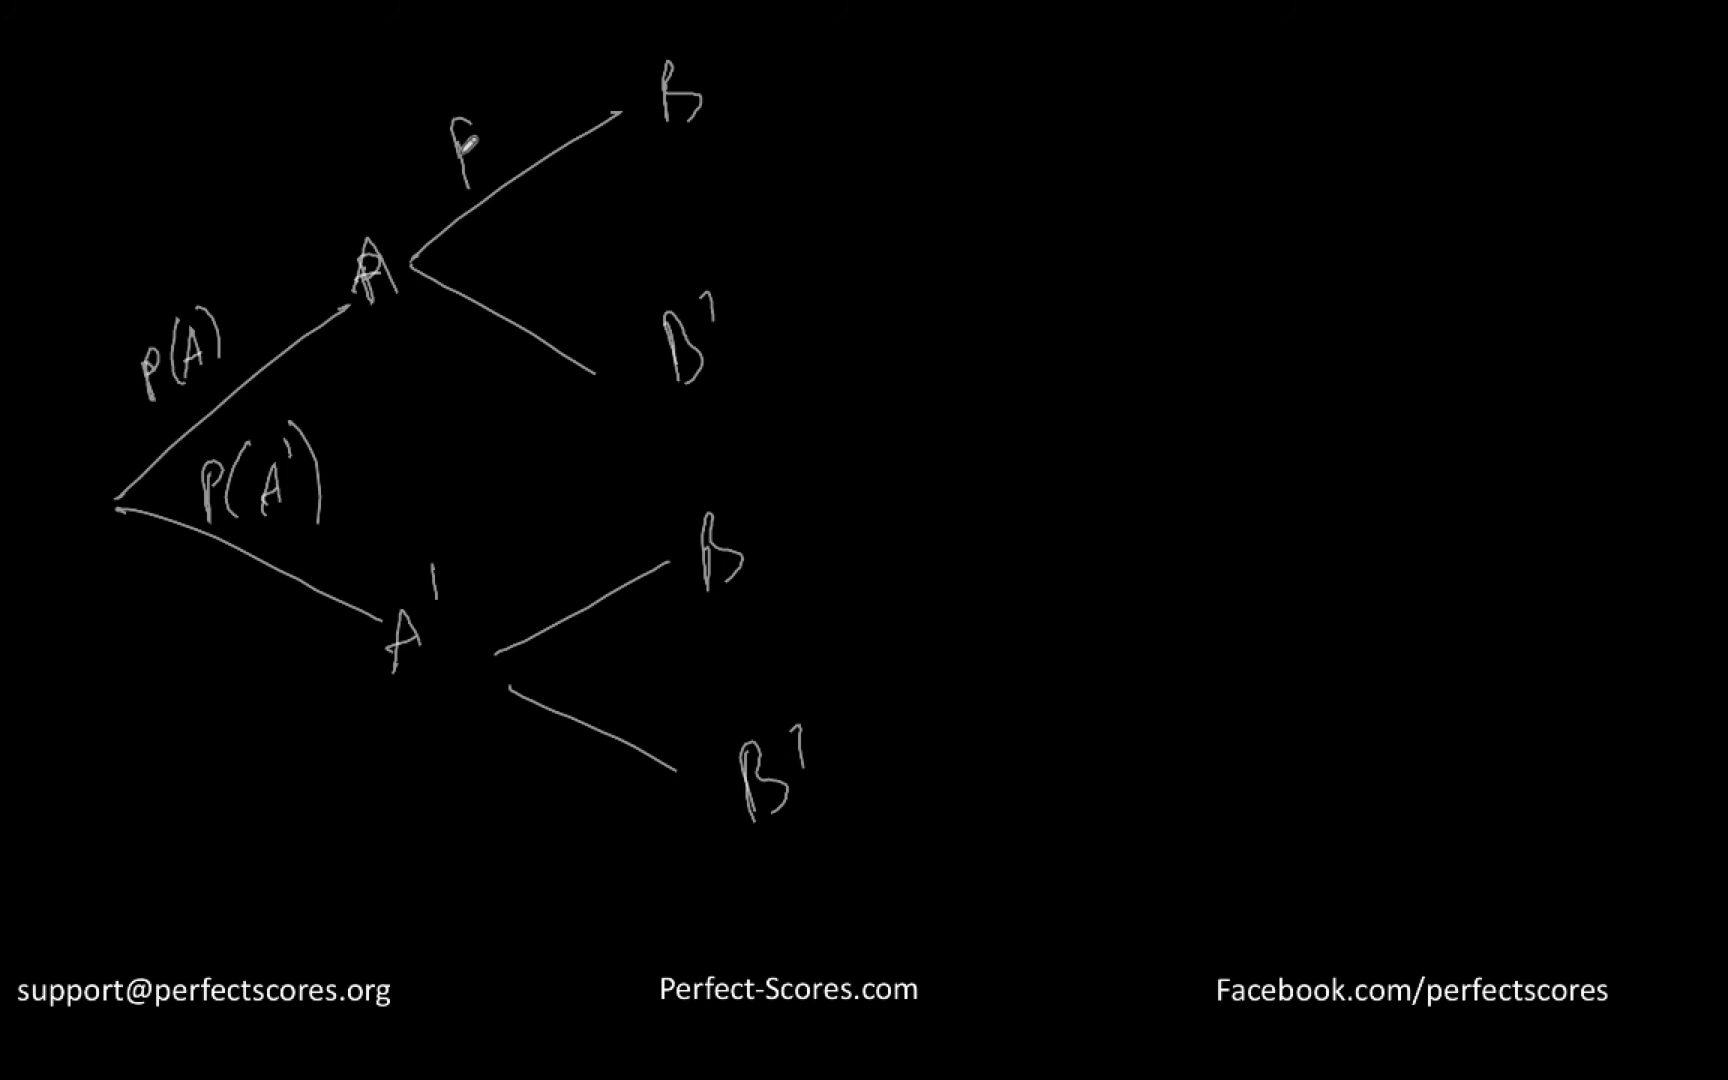 B
P
A
P(A)
B'
P(A')
B
A'
B'
support@perfectscores.org
Perfect-Scores.com
Facebook.com/perfectscores